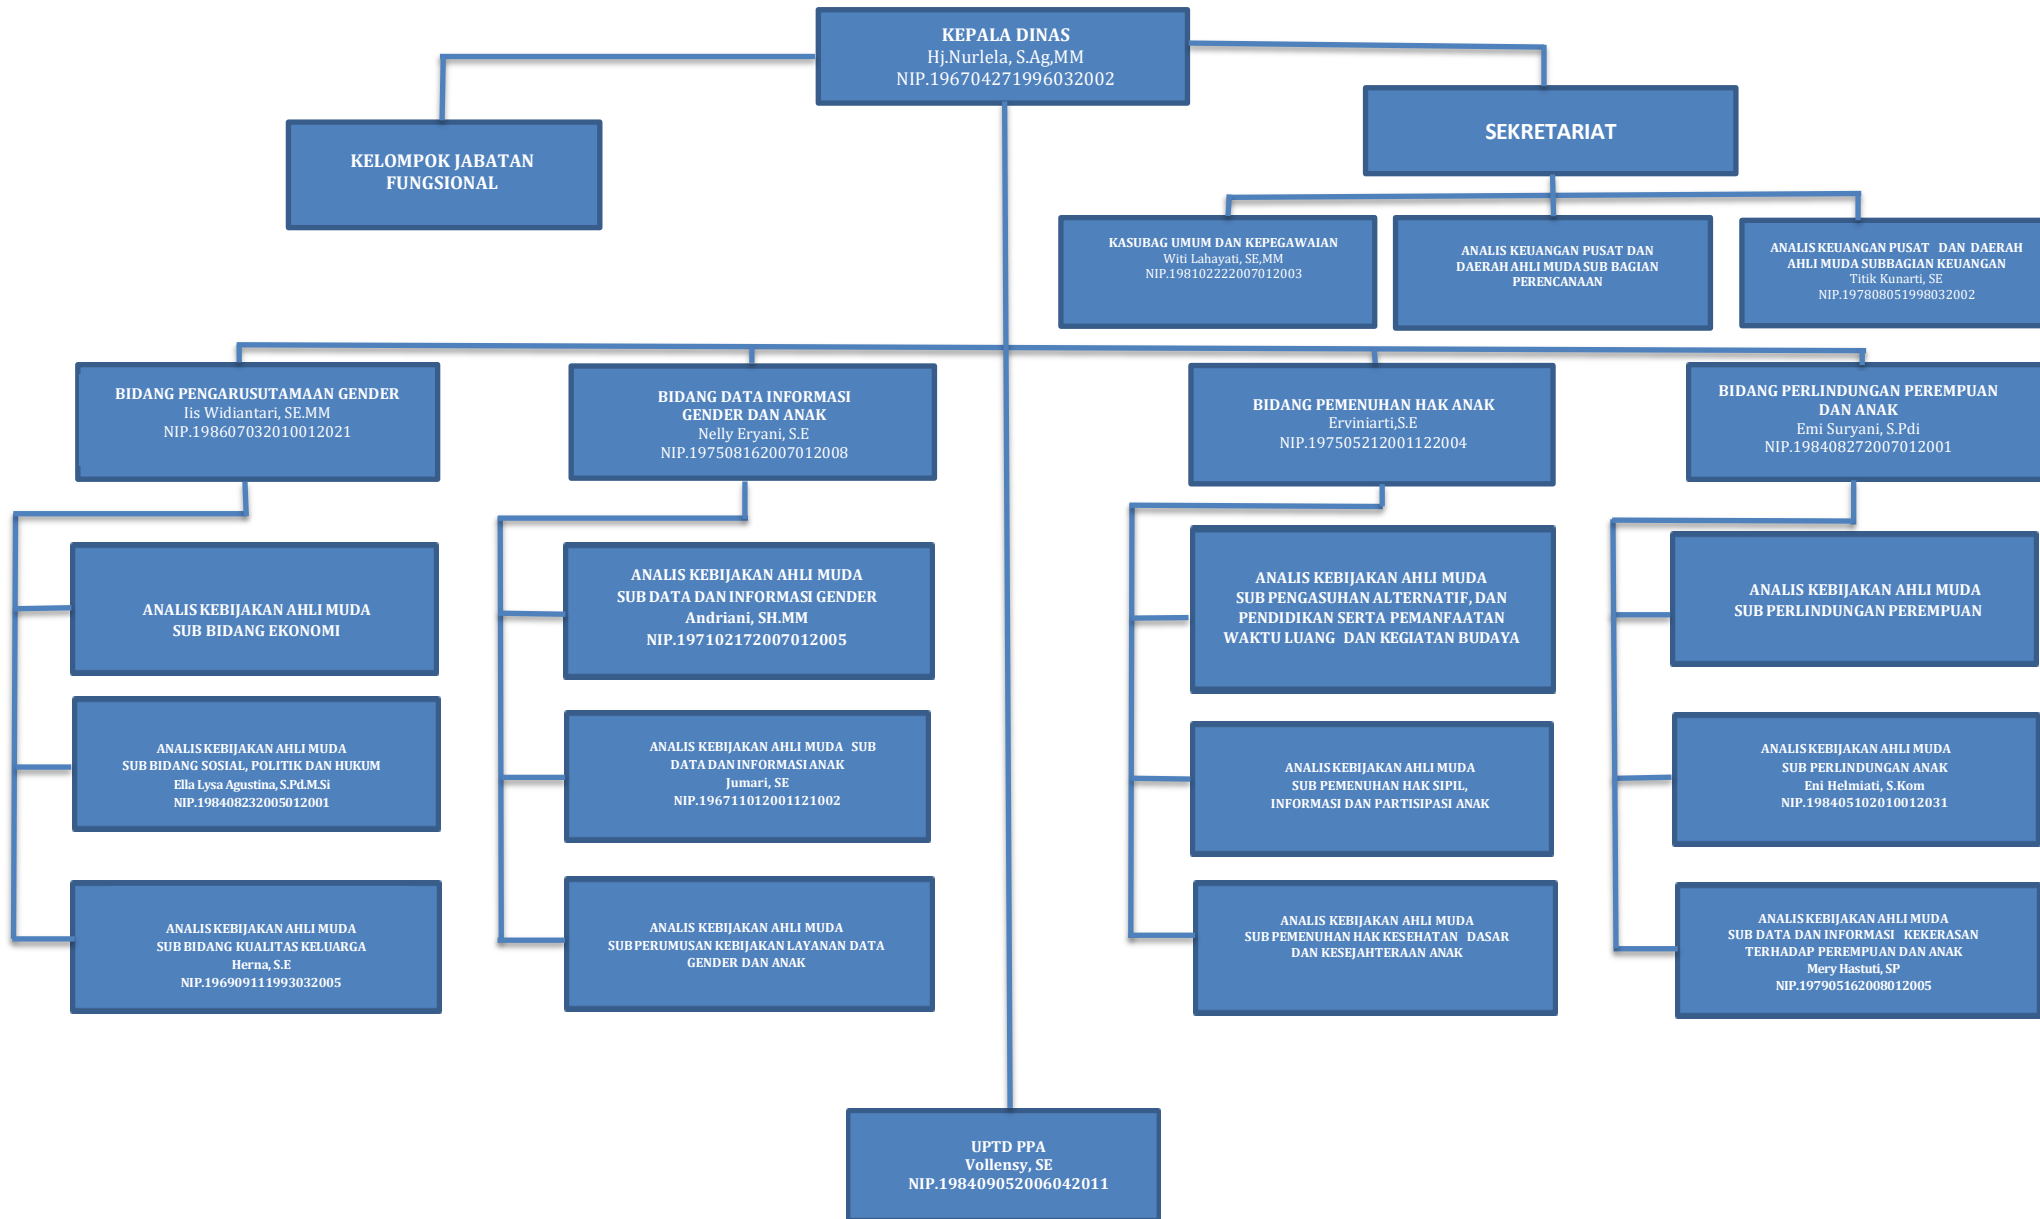 KEPALA DINAS
Hj.Nurlela, S.Ag,MM
NIP.196704271996032002
SEKRETARIAT
KELOMPOK JABATAN
FUNGSIONAL
KASUBAG UMUM DAN KEPEGAWAIAN
Witi Lahayati, SE,MM
NIP.198102222007012003
ANALIS KEUANGAN PUSAT DAN
DAERAH AHLI MUDA SUB BAGIAN
PERENCANAAN
ANALIS KEUANGAN PUSAT DAN DAERAH
AHLI MUDA SUBBAGIAN KEUANGAN
Titik Kunarti, SE
NIP.197808051998032002
BIDANG PENGARUSUTAMAAN GENDER
Iis Widiantari, SE.MM
NIP.198607032010012021
BIDANG DATA INFORMASI
GENDER DAN ANAK
Nelly Eryani, S.E
NIP.197508162007012008
BIDANG PEMENUHAN HAK ANAK
Erviniarti,S.E
NIP.197505212001122004
BIDANG PERLINDUNGAN PEREMPUAN
DAN ANAK
Emi Suryani, S.Pdi
NIP.198408272007012001
ANALIS KEBIJAKAN AHLI MUDA
SUB BIDANG EKONOMI
ANALIS KEBIJAKAN AHLI MUDA
SUB DATA DAN INFORMASI GENDER
Andriani, SH.MM
NIP.197102172007012005
ANALIS KEBIJAKAN AHLI MUDA
SUB PENGASUHAN ALTERNATIF, DAN
PENDIDIKAN SERTA PEMANFAATAN
WAKTU LUANG DAN KEGIATAN BUDAYA
ANALIS KEBIJAKAN AHLI MUDA
SUB PERLINDUNGAN PEREMPUAN
ANALIS KEBIJAKAN AHLI MUDA
SUB BIDANG SOSIAL, POLITIK DAN HUKUM
Ella Lysa Agustina, S.Pd.M.Si
NIP.198408232005012001
ANALIS KEBIJAKAN AHLI MUDA SUB
DATA DAN INFORMASI ANAK
Jumari, SE
NIP.196711012001121002
ANALIS KEBIJAKAN AHLI MUDA
SUB PEMENUHAN HAK SIPIL,
INFORMASI DAN PARTISIPASI ANAK
ANALIS KEBIJAKAN AHLI MUDA
SUB PERLINDUNGAN ANAK
Eni Helmiati, S.Kom
NIP.198405102010012031
ANALIS KEBIJAKAN AHLI MUDA
SUB BIDANG KUALITAS KELUARGA
Herna, S.E
NIP.196909111993032005
ANALIS KEBIJAKAN AHLI MUDA
SUB PERUMUSAN KEBIJAKAN LAYANAN DATA
GENDER DAN ANAK
ANALIS KEBIJAKAN AHLI MUDA
SUB PEMENUHAN HAK KESEHATAN DASAR
DAN KESEJAHTERAAN ANAK
ANALIS KEBIJAKAN AHLI MUDA
SUB DATA DAN INFORMASI KEKERASAN
TERHADAP PEREMPUAN DAN ANAK
Mery Hastuti, SP
NIP.197905162008012005
UPTD PPA
Vollensy, SE
NIP.198409052006042011